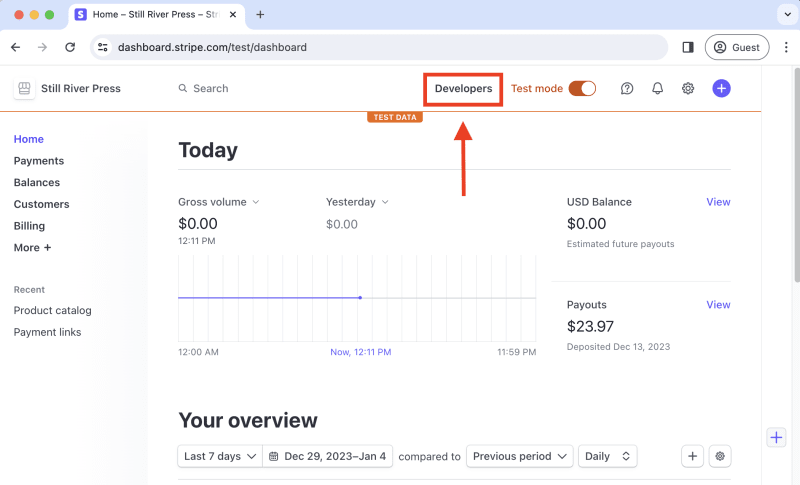 Home – Still River Press – Str
dashboard.stripe.com/test/dashboard
Guest
Still River Press
Search
Developers
Test mode
TEST DATA
Home
Payments
Balances
Customers
Billing
More +
Recent
Product catalog
Payment links
Today
Gross volume
$0.00
12:11 PM
Yesterday
$0.00
12:00 AM
Now, 12:11 PM
11:59 PM
USD Balance
View
$0.00
Estimated future payouts
Payouts
View
$23.97
Deposited Dec 13, 2023
Your overview
Last 7 days
Dec 29, 2023–Jan 4
compared to
Previous period
Daily